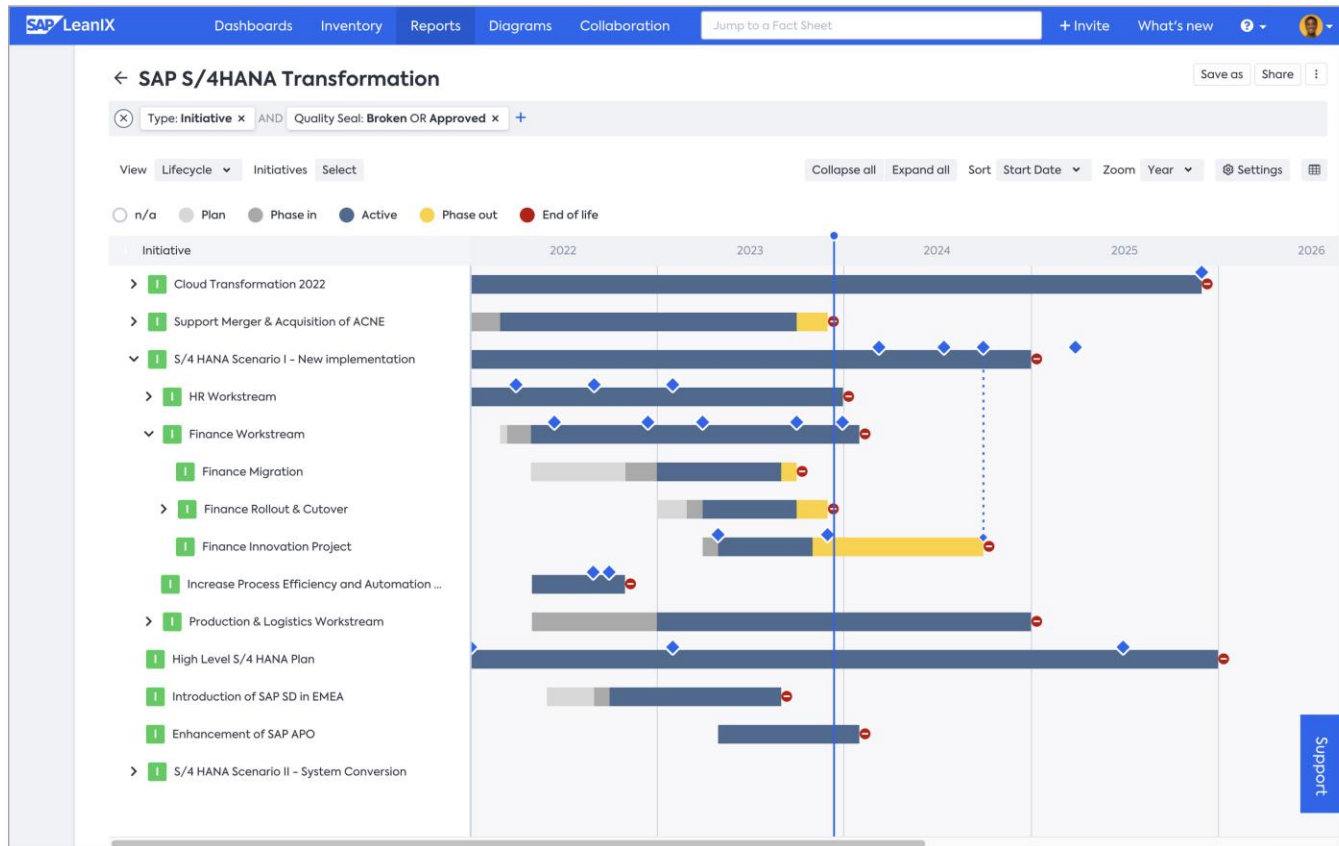 SAP LeanIX Dashboards Inventory Reports Diagrams Collaboration Jump to a Fact Sheet + Invite What's new ?
← SAP S/4HANA Transformation Save as Share
Type: Initiative × AND Quality Seal: Broken OR Approved × +
View Lifecycle Initiatives Select Collapse all Expand all Sort Start Date Zoom Year Settings
n/a Plan Phase in Active Phase out End of life
Initiative 2022 2023 2024 2025 2026
I Cloud Transformation 2022
I Support Merger & Acquisition of ACNE
I S/4 HANA Scenario I - New implementation
I HR Workstream
I Finance Workstream
I Finance Migration
I Finance Rollout & Cutover
I Finance Innovation Project
I Increase Process Efficiency and Automation ...
I Production & Logistics Workstream
I High Level S/4 HANA Plan
I Introduction of SAP SD in EMEA
I Enhancement of SAP APO
I S/4 HANA Scenario II - System Conversion
Support